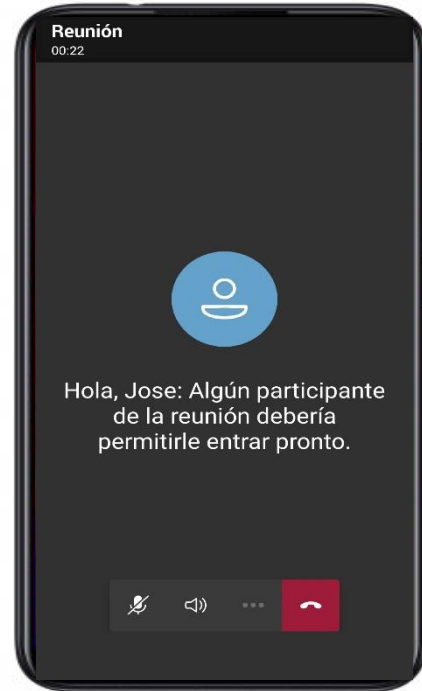 Reunión
00:22
Hola, Jose: Algún participante
de la reunión debería
permitirle entrar pronto.